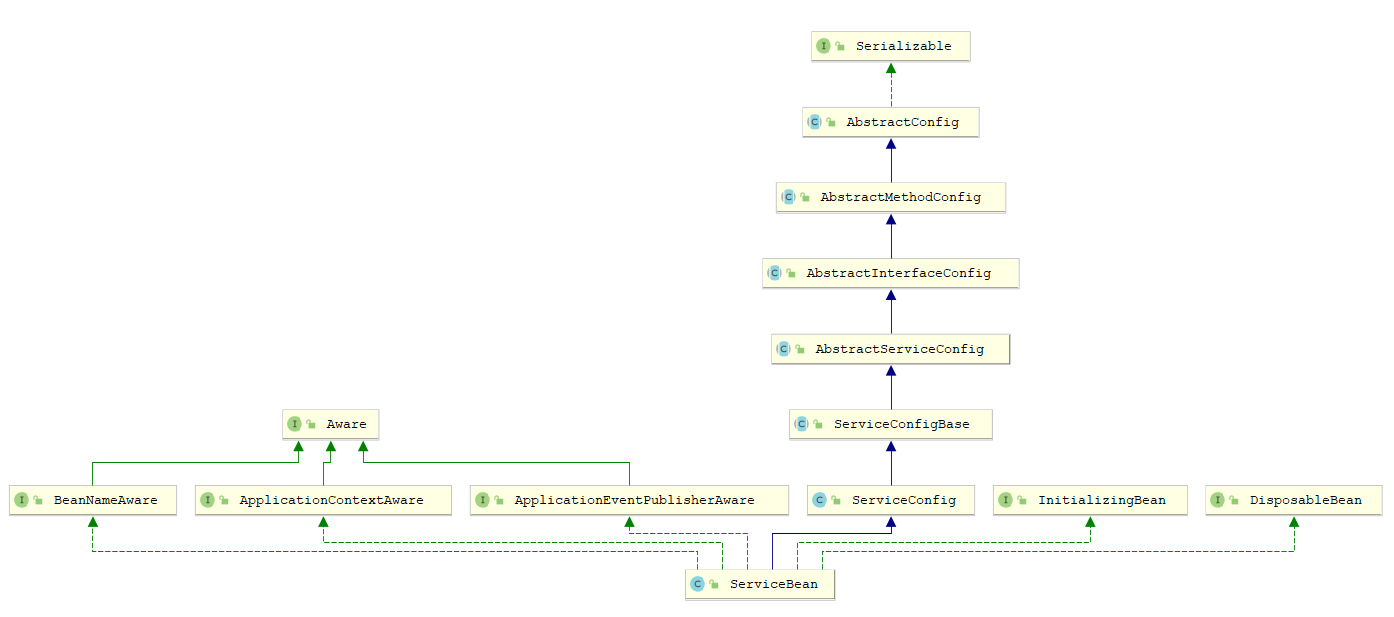 Serializable
AbstractConfig
AbstractMethodConfig
AbstractInterfaceConfig
AbstractServiceConfig
Aware
ServiceConfigBase
BeanNameAware
ApplicationContextAware
ApplicationEventPublisherAware
ServiceConfig
InitializingBean
DisposableBean
ServiceBean